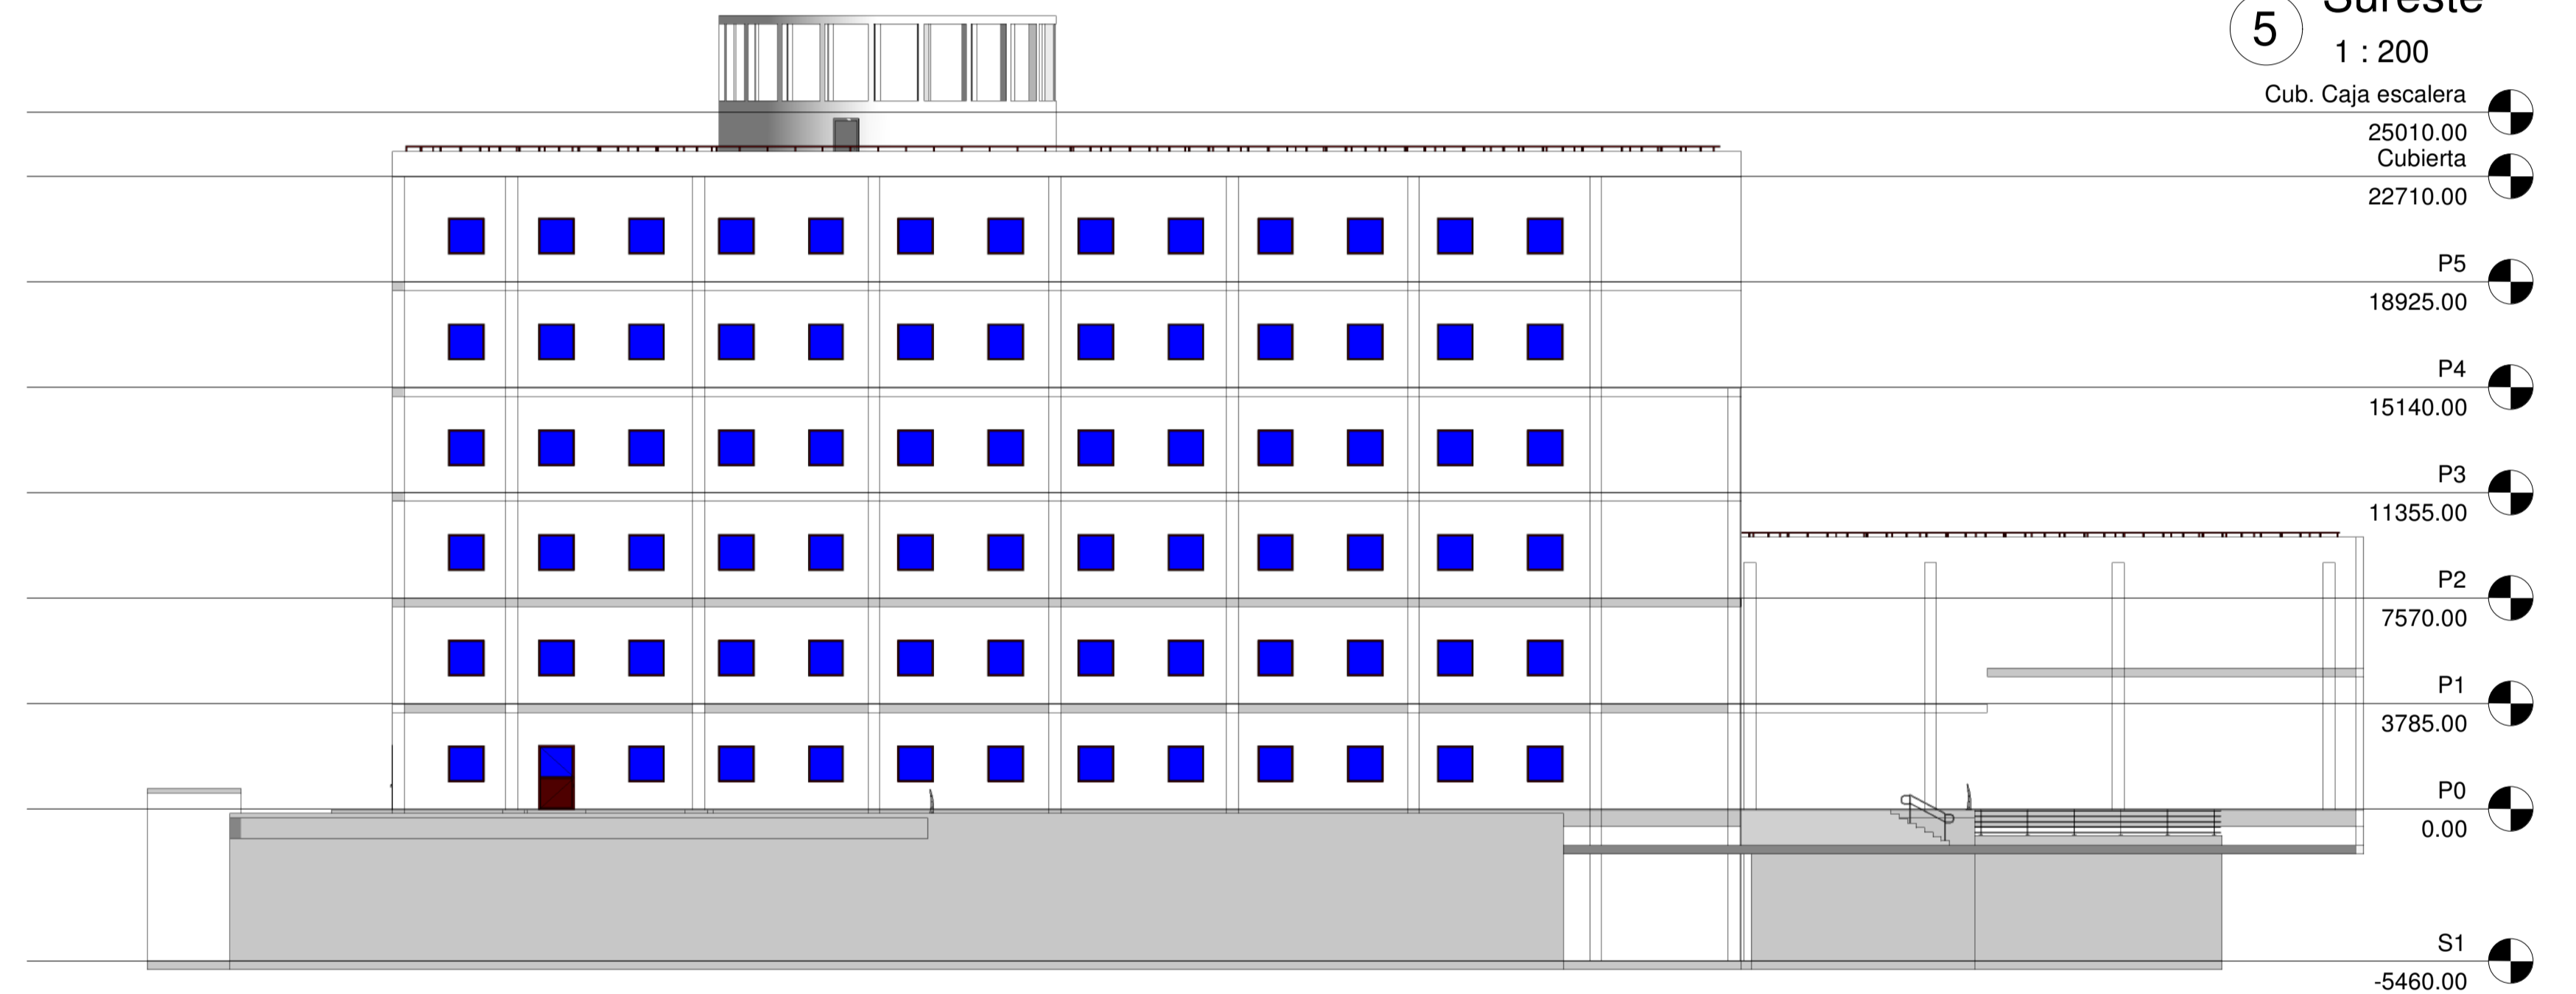 Sureste
5
1 : 200
Cub. Caja escalera
25010.00
Cubierta
22710.00
P5
18925.00
P4
15140.00
P3
11355.00
P2
7570.00
P1
3785.00
P0
0.00
S1
-5460.00